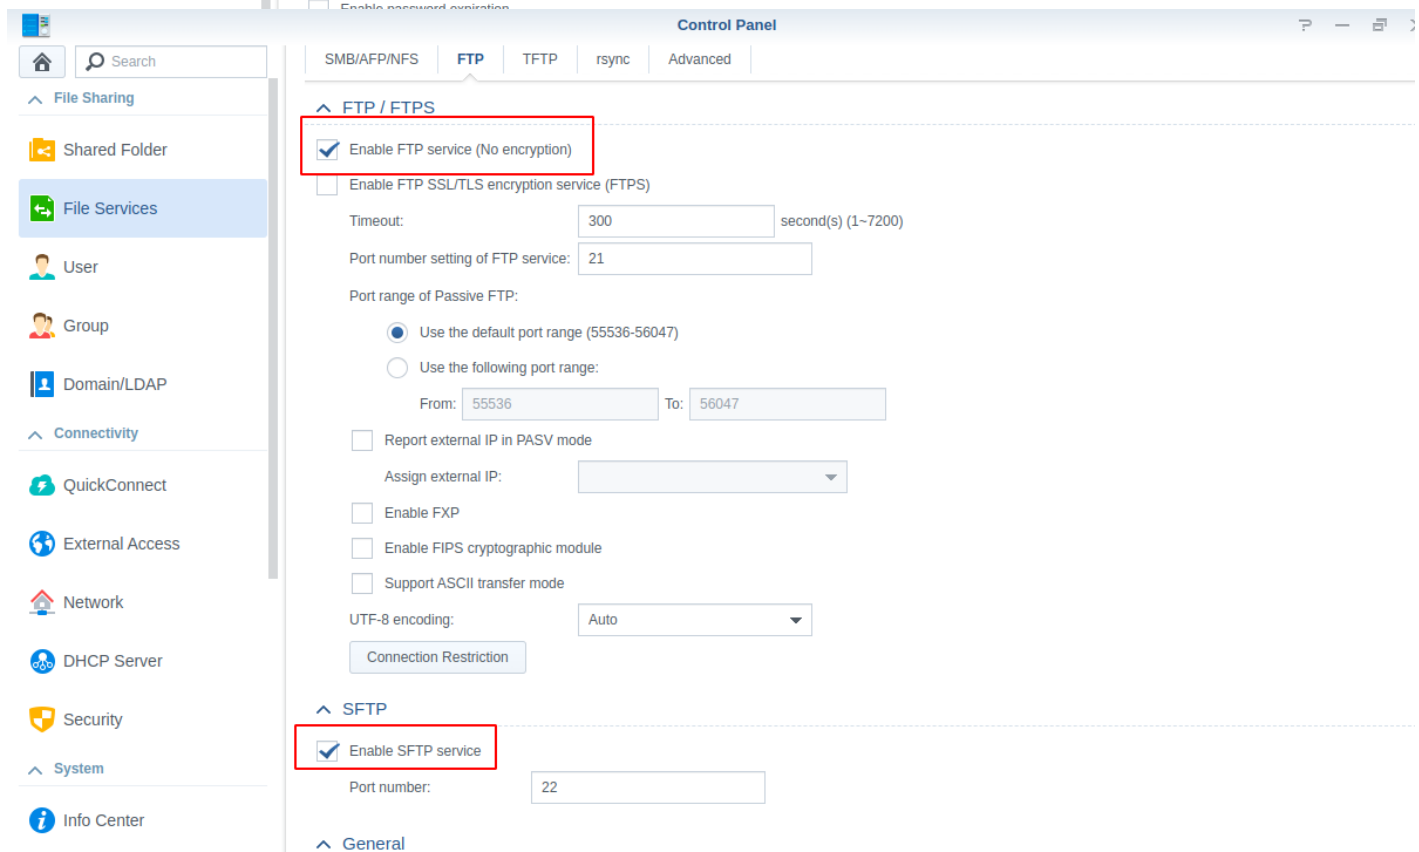 Enable password expiration
Control Panel
Search
SMB/AFP/NFS FTP TFTP rsync Advanced
File Sharing
Shared Folder
File Services
User
Group
Domain/LDAP
Connectivity
QuickConnect
External Access
Network
DHCP Server
Security
System
Info Center
FTP / FTPS
Enable FTP service (No encryption)
Enable FTP SSL/TLS encryption service (FTPS)
Timeout: 300 second(s) (1~7200)
Port number setting of FTP service: 21
Port range of Passive FTP:
Use the default port range (55536-56047)
Use the following port range:
From: 55536 To: 56047
Report external IP in PASV mode
Assign external IP:
Enable FXP
Enable FIPS cryptographic module
Support ASCII transfer mode
UTF-8 encoding: Auto
Connection Restriction
SFTP
Enable SFTP service
Port number: 22
General